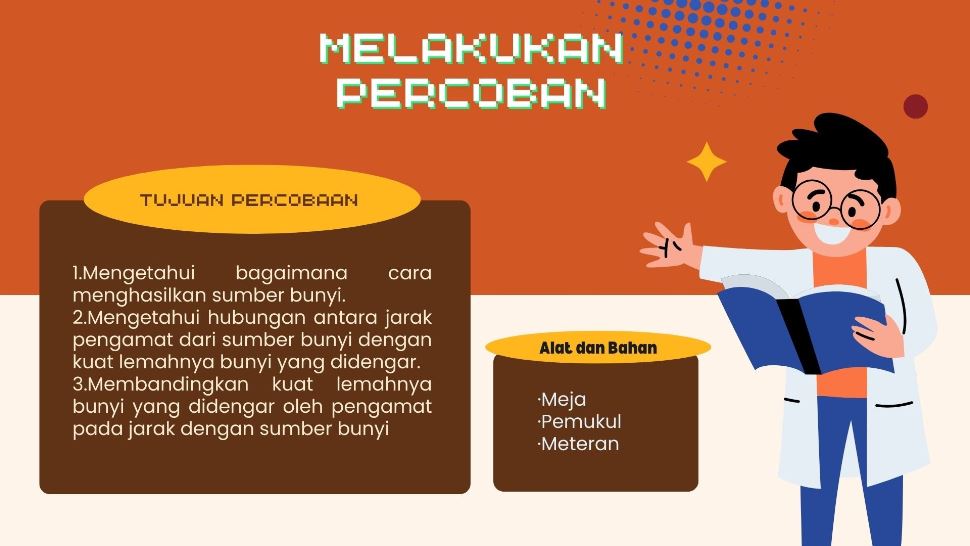 MELAKUKAN
PERCOBAN
TUJUAN PERCOBAAN
1.Mengetahui bagaimana cara
menghasilkan sumber bunyi.
2.Mengetahui hubungan antara jarak
pengamat dari sumber bunyi dengan
kuat lemahnya bunyi yang didengar.
3.Membandingkan kuat lemahnya
bunyi yang didengar oleh pengamat
pada jarak dengan sumber bunyi
Alat dan Bahan
·Meja
·Pemukul
·Meteran